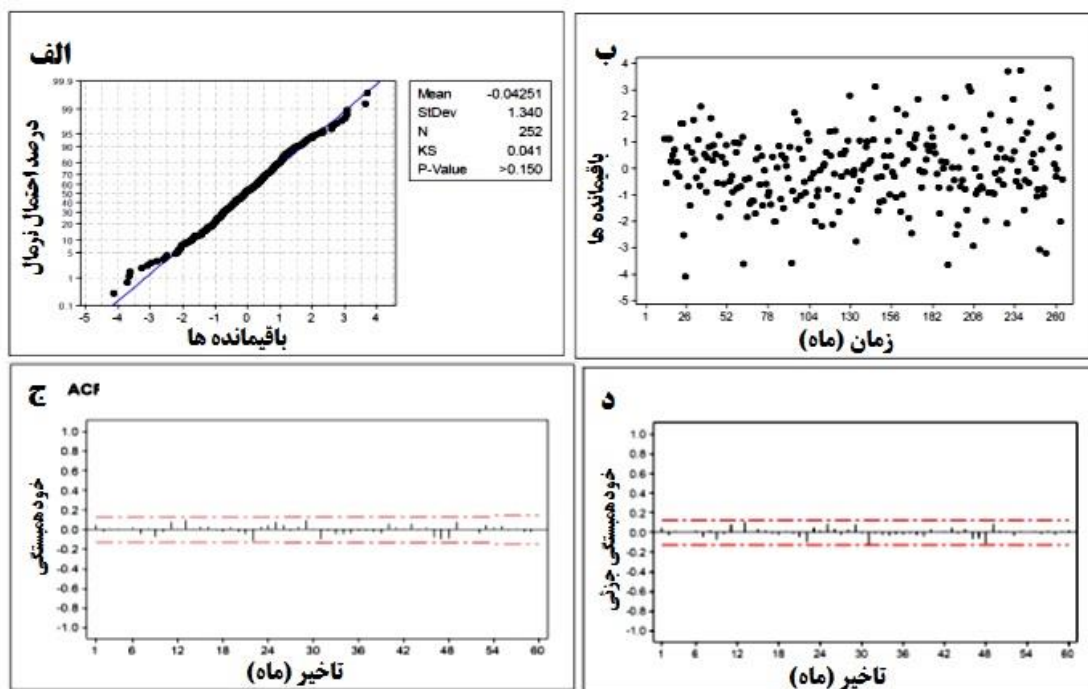 الف
99.9
99
95
90
80
70
60
50
40
30
20
10
5
1
0.1
درصد احتمال نرمال
-5 -4 -3 -2 -1 0 1 2 3 4
باقیمانده ها
Mean -0.04251
StDev 1.340
N 252
KS 0.041
P-Value >0.150
ب
4
3
2
1
0
-1
-2
-3
-4
-5
باقیمانده ها
1 26 52 78 104 130 156 182 208 234 260
زمان (ماه)
ج
ACF
1.0
0.8
0.6
0.4
0.2
0.0
-0.2
-0.4
-0.6
-0.8
-1.0
خود همبستگی
1 6 12 18 24 30 36 42 48 54 60
تاخیر (ماه)
د
1.0
0.8
0.6
0.4
0.2
0.0
-0.2
-0.4
-0.6
-0.8
-1.0
خود همبستگی جزئی
1 6 12 18 24 30 36 42 48 54 60
تاخیر (ماه)